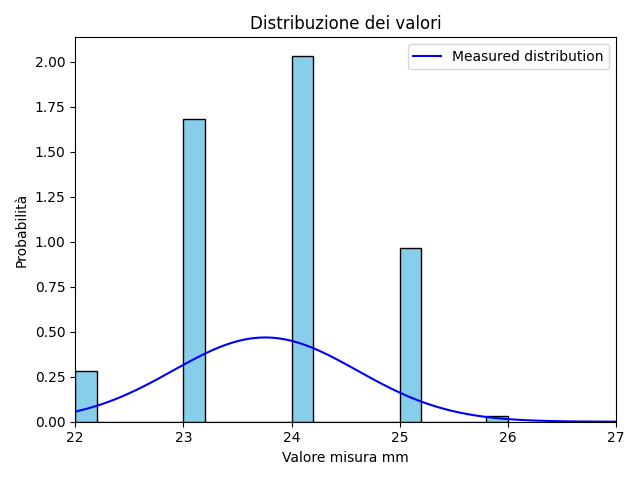 Distribuzione dei valori
Measured distribution
Probabilità
2.00
1.75
1.50
1.25
1.00
0.75
0.50
0.25
0.00
22 23 24 25 26 27
Valore misura mm